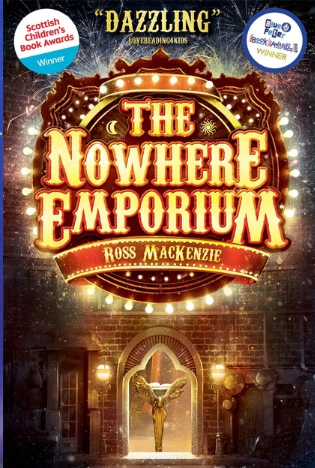 Scottish
Children's
Book Awards
Winner
"DAZZLING"
LOVEREADING4KIDS
Blue Peter
BOOK AWARDS
WINNER
THE
NOWHERE
EMPORIUM
ROSS MACKENZIE